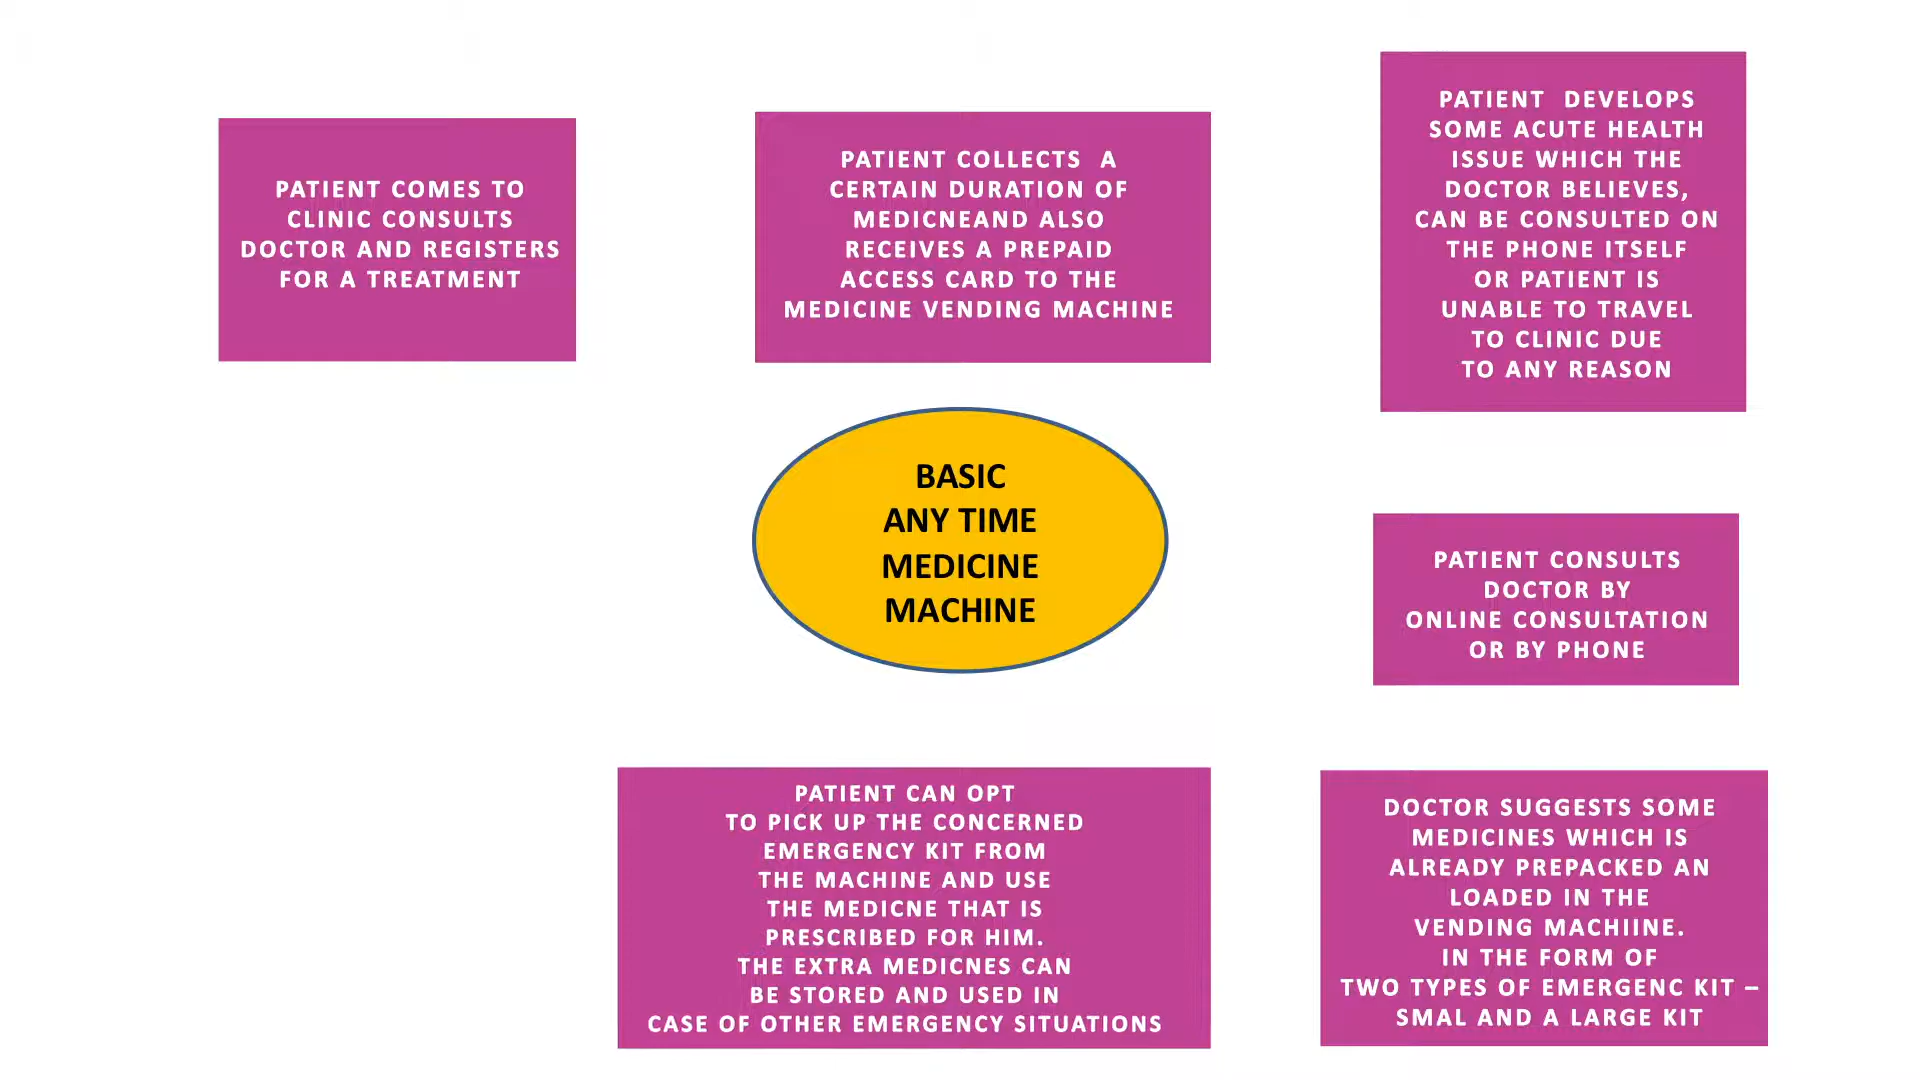 PATIENT COMES TO
CLINIC CONSULTS
DOCTOR AND REGISTERS
FOR A TREATMENT
PATIENT COLLECTS A
CERTAIN DURATION OF
MEDICNEAND ALSO
RECEIVES A PREPAID
ACCESS CARD TO THE
MEDICINE VENDING MACHINE
PATIENT DEVELOPS
SOME ACUTE HEALTH
ISSUE WHICH THE
DOCTOR BELIEVES,
CAN BE CONSULTED ON
THE PHONE ITSELF
OR PATIENT IS
UNABLE TO TRAVEL
TO CLINIC DUE
TO ANY REASON
BASIC
ANY TIME
MEDICINE
MACHINE
PATIENT CONSULTS
DOCTOR BY
ONLINE CONSULTATION
OR BY PHONE
PATIENT CAN OPT
TO PICK UP THE CONCERNED
EMERGENCY KIT FROM
THE MACHINE AND USE
THE MEDICNE THAT IS
PRESCRIBED FOR HIM.
THE EXTRA MEDICNES CAN
BE STORED AND USED IN
CASE OF OTHER EMERGENCY SITUATIONS
DOCTOR SUGGESTS SOME
MEDICINES WHICH IS
ALREADY PREPACKED AN
LOADED IN THE
VENDING MACHIINE.
IN THE FORM OF
TWO TYPES OF EMERGENC KIT –
SMAL AND A LARGE KIT